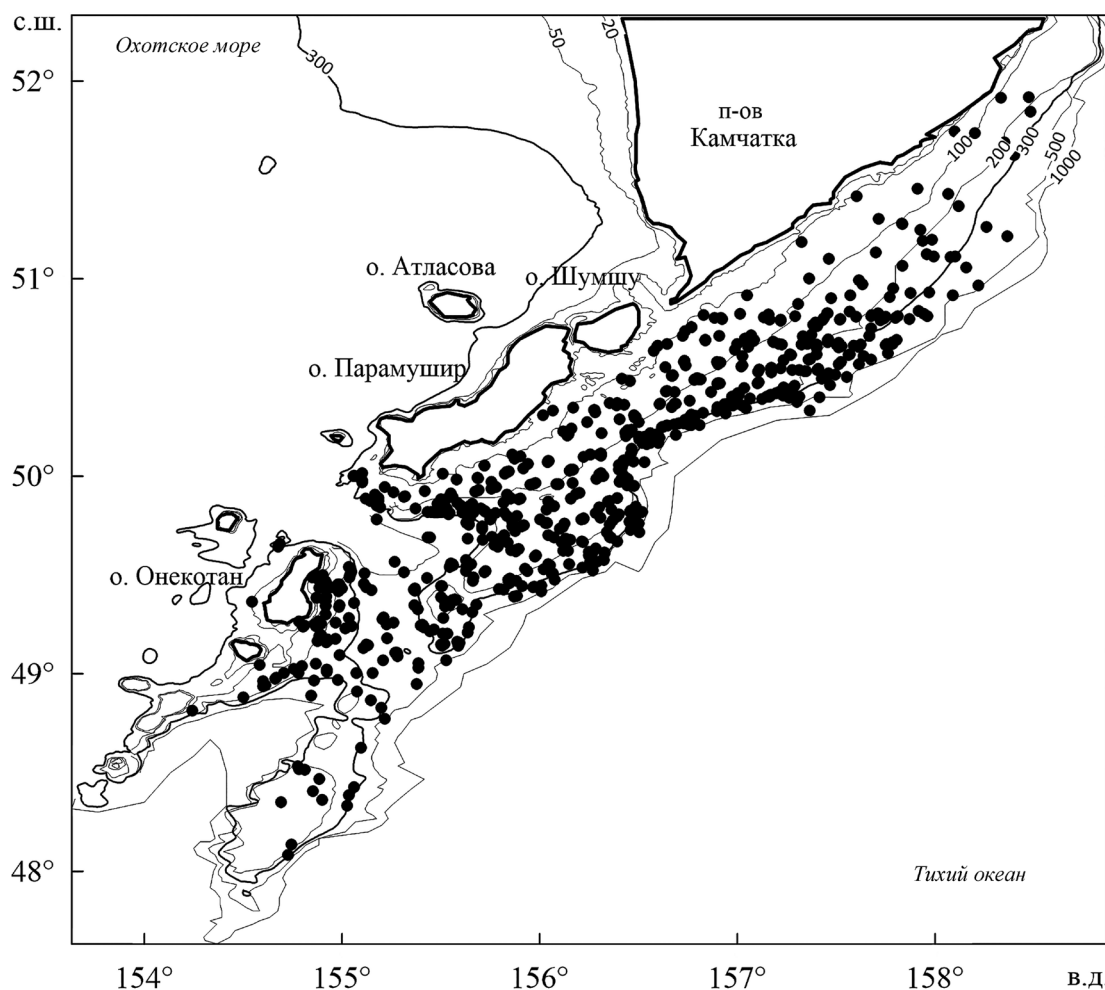 с.ш.
Охотское море
50
20
300
52°
п-ов
Камчатка
100
200
300
500
1000
51°
о. Атласова
о. Шумшу
о. Парамушир
50°
о. Онекотан
49°
48°
Тихий океан
154°
155°
156°
157°
158°
в.д.